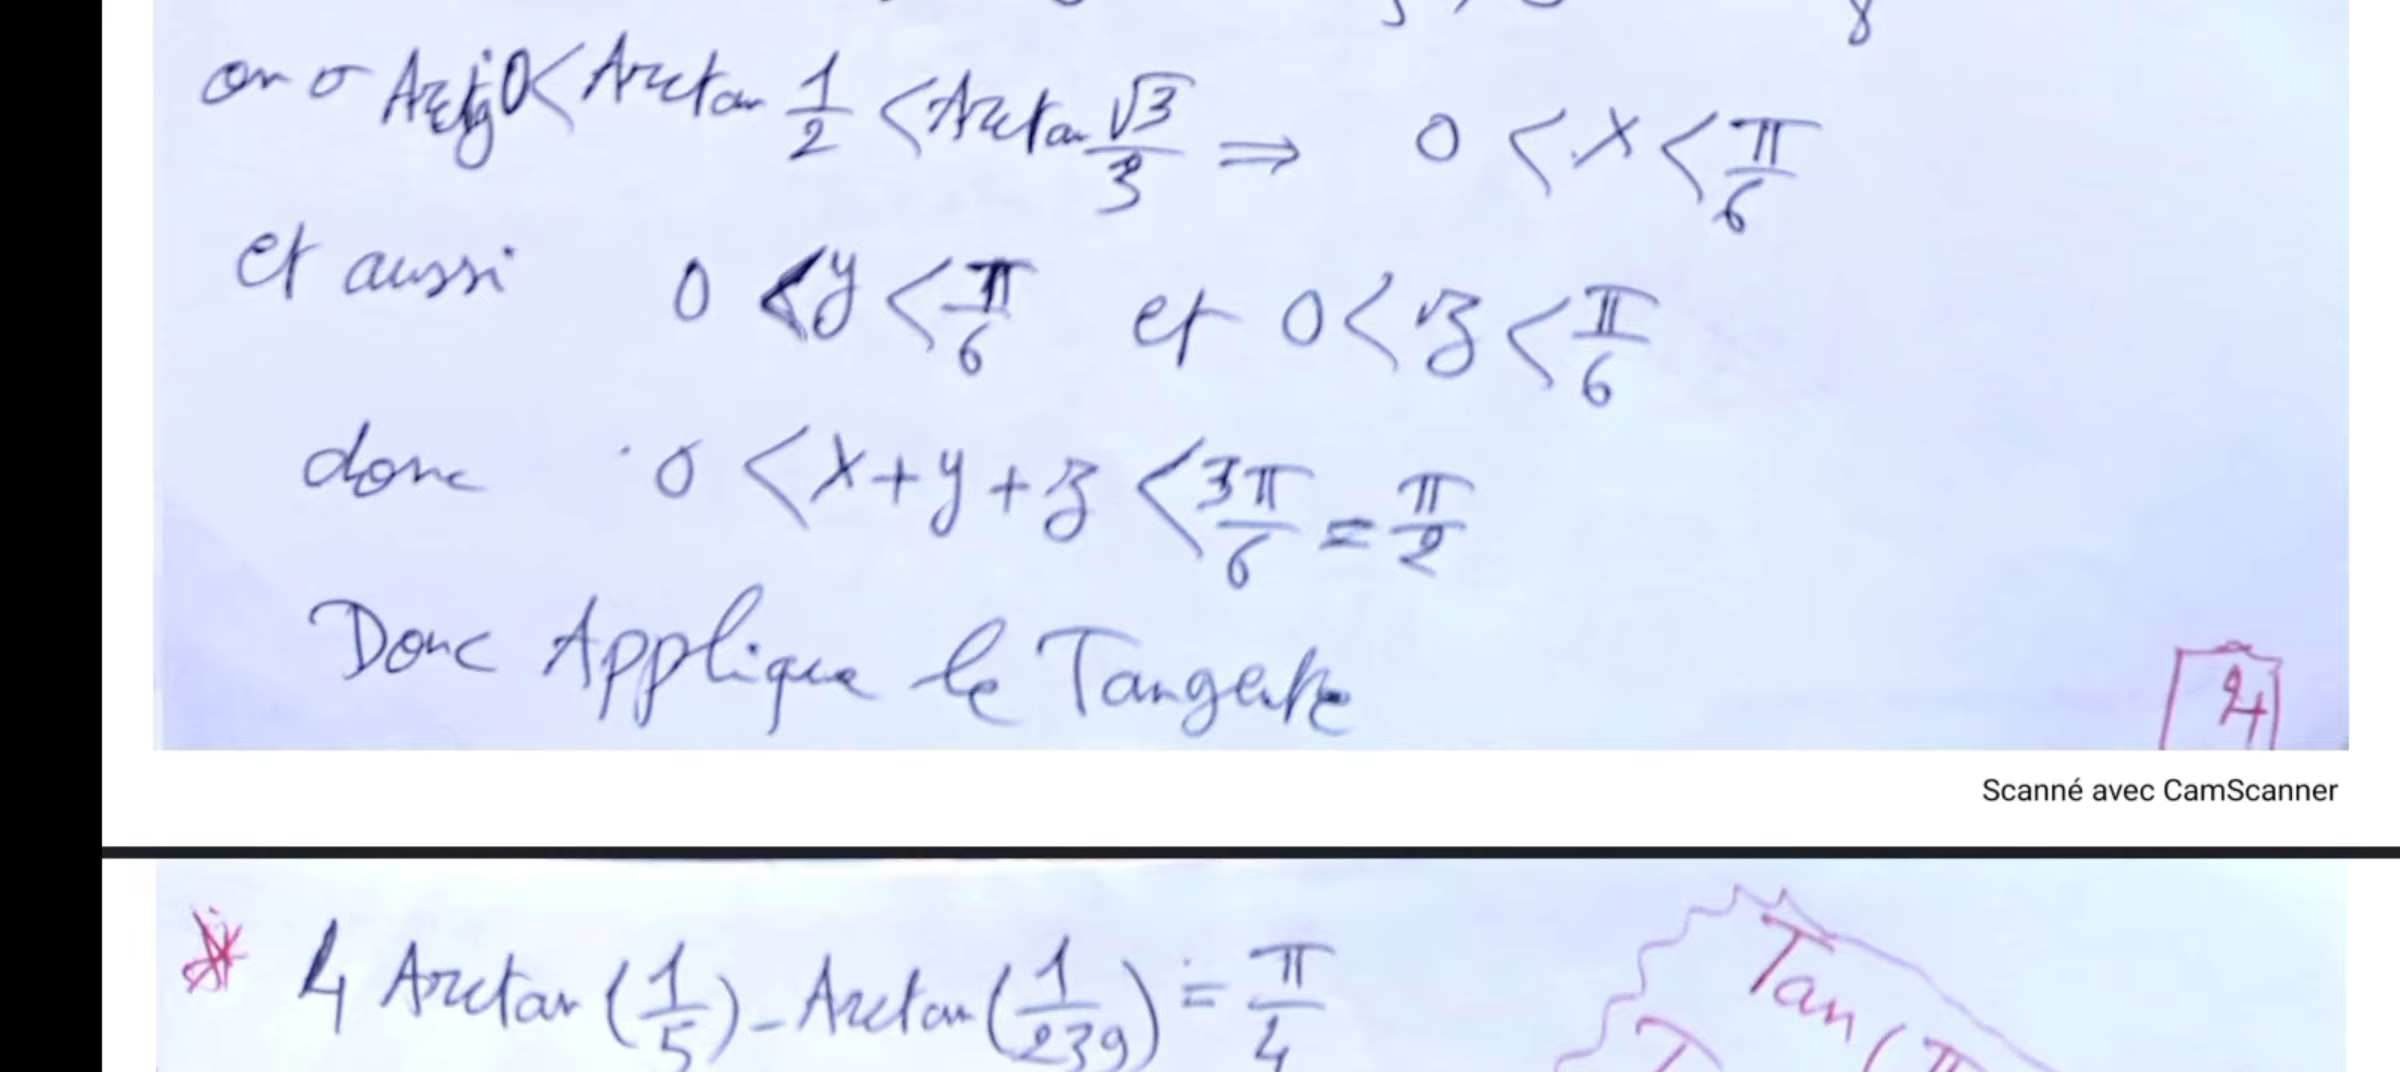 on a Arctg0 < Arctan 1/2 < Arctan √3/3 ⇒ 0 < x < π/6
et aussi 0 < y < π/6 et 0 < z < π/6
donc 0 < x + y + z < 3π/6 = π/2
Donc Applique le Tangente
4
Scanné avec CamScanner
* 4 Arctan (1/5) - Arctan (1/239) = π/4
Tan (π